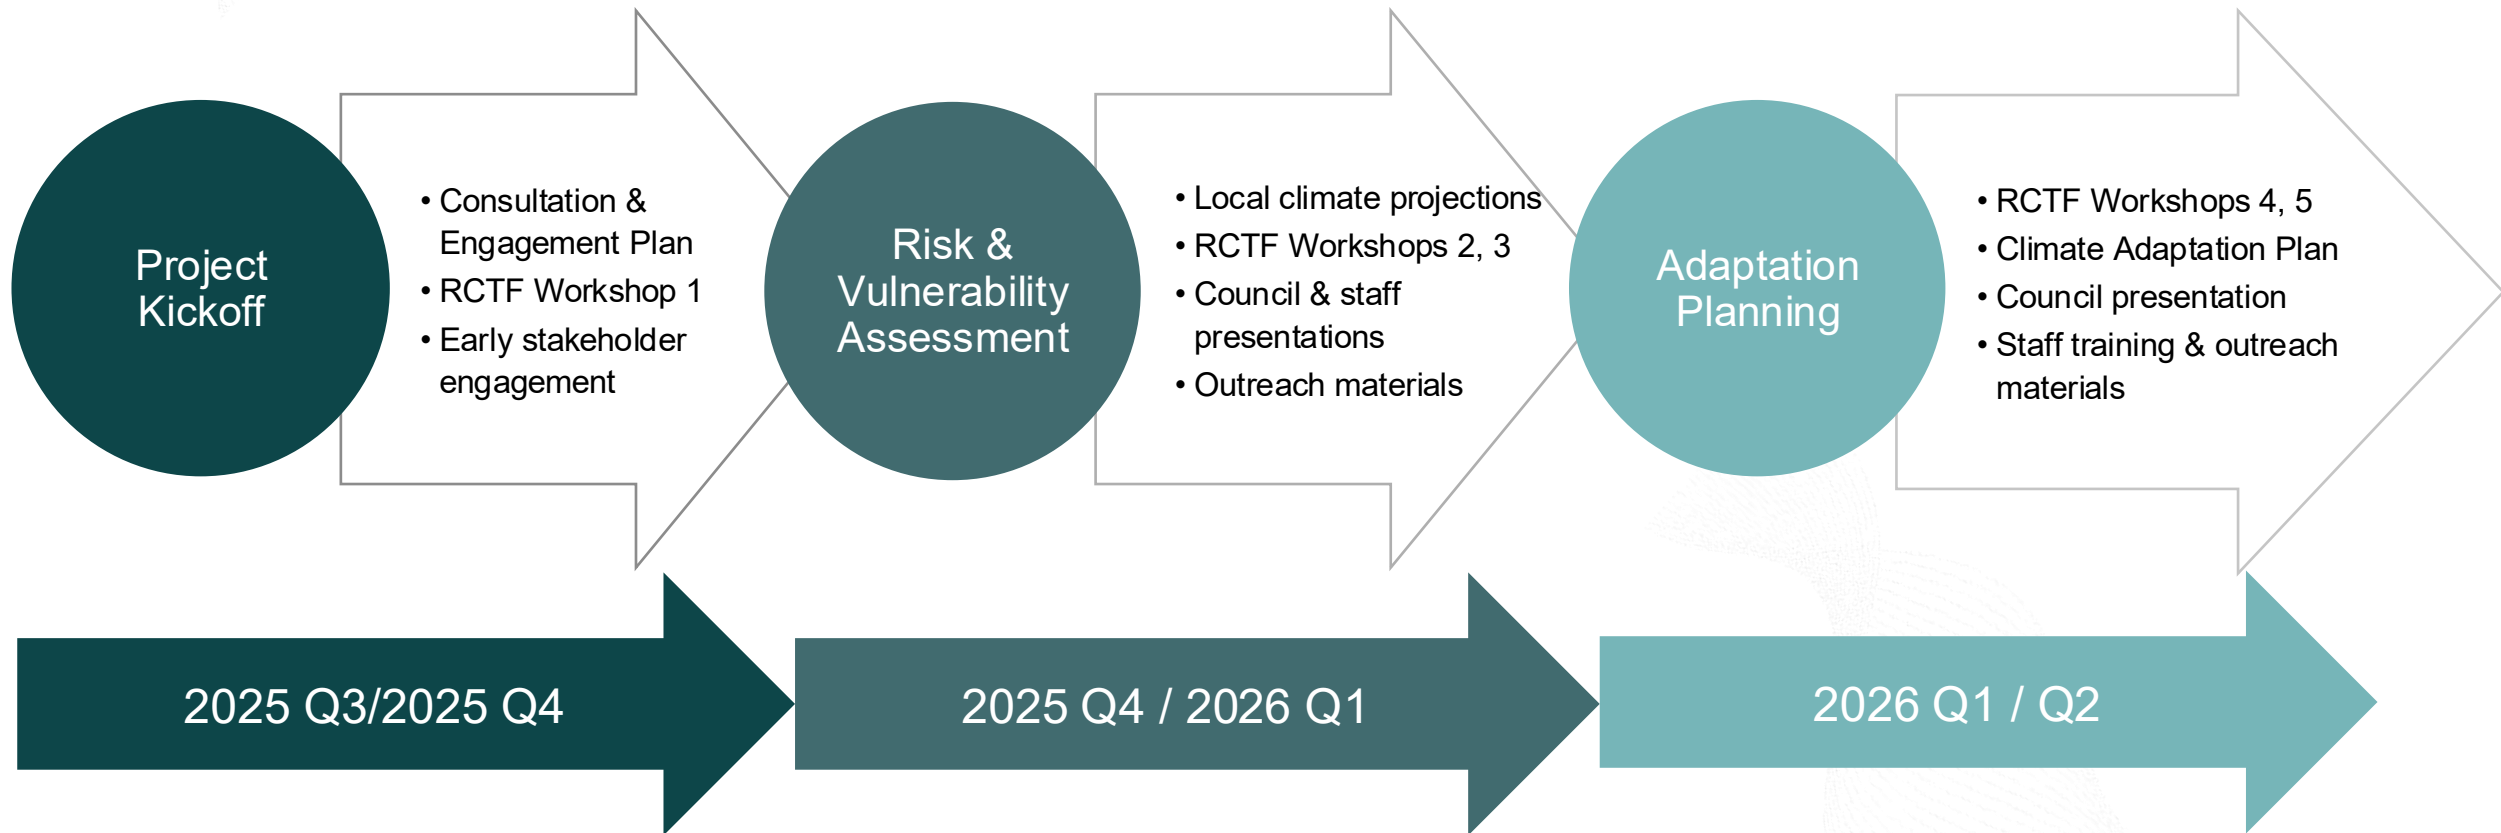 Project
Kickoff
• Consultation &
Engagement Plan
• RCTF Workshop 1
• Early stakeholder
engagement
Risk &
Vulnerability
Assessment
• Local climate projections
• RCTF Workshops 2, 3
• Council & staff
presentations
• Outreach materials
Adaptation
Planning
• RCTF Workshops 4, 5
• Climate Adaptation Plan
• Council presentation
• Staff training & outreach
materials
2025 Q3/2025 Q4
2025 Q4 / 2026 Q1
2026 Q1 / Q2